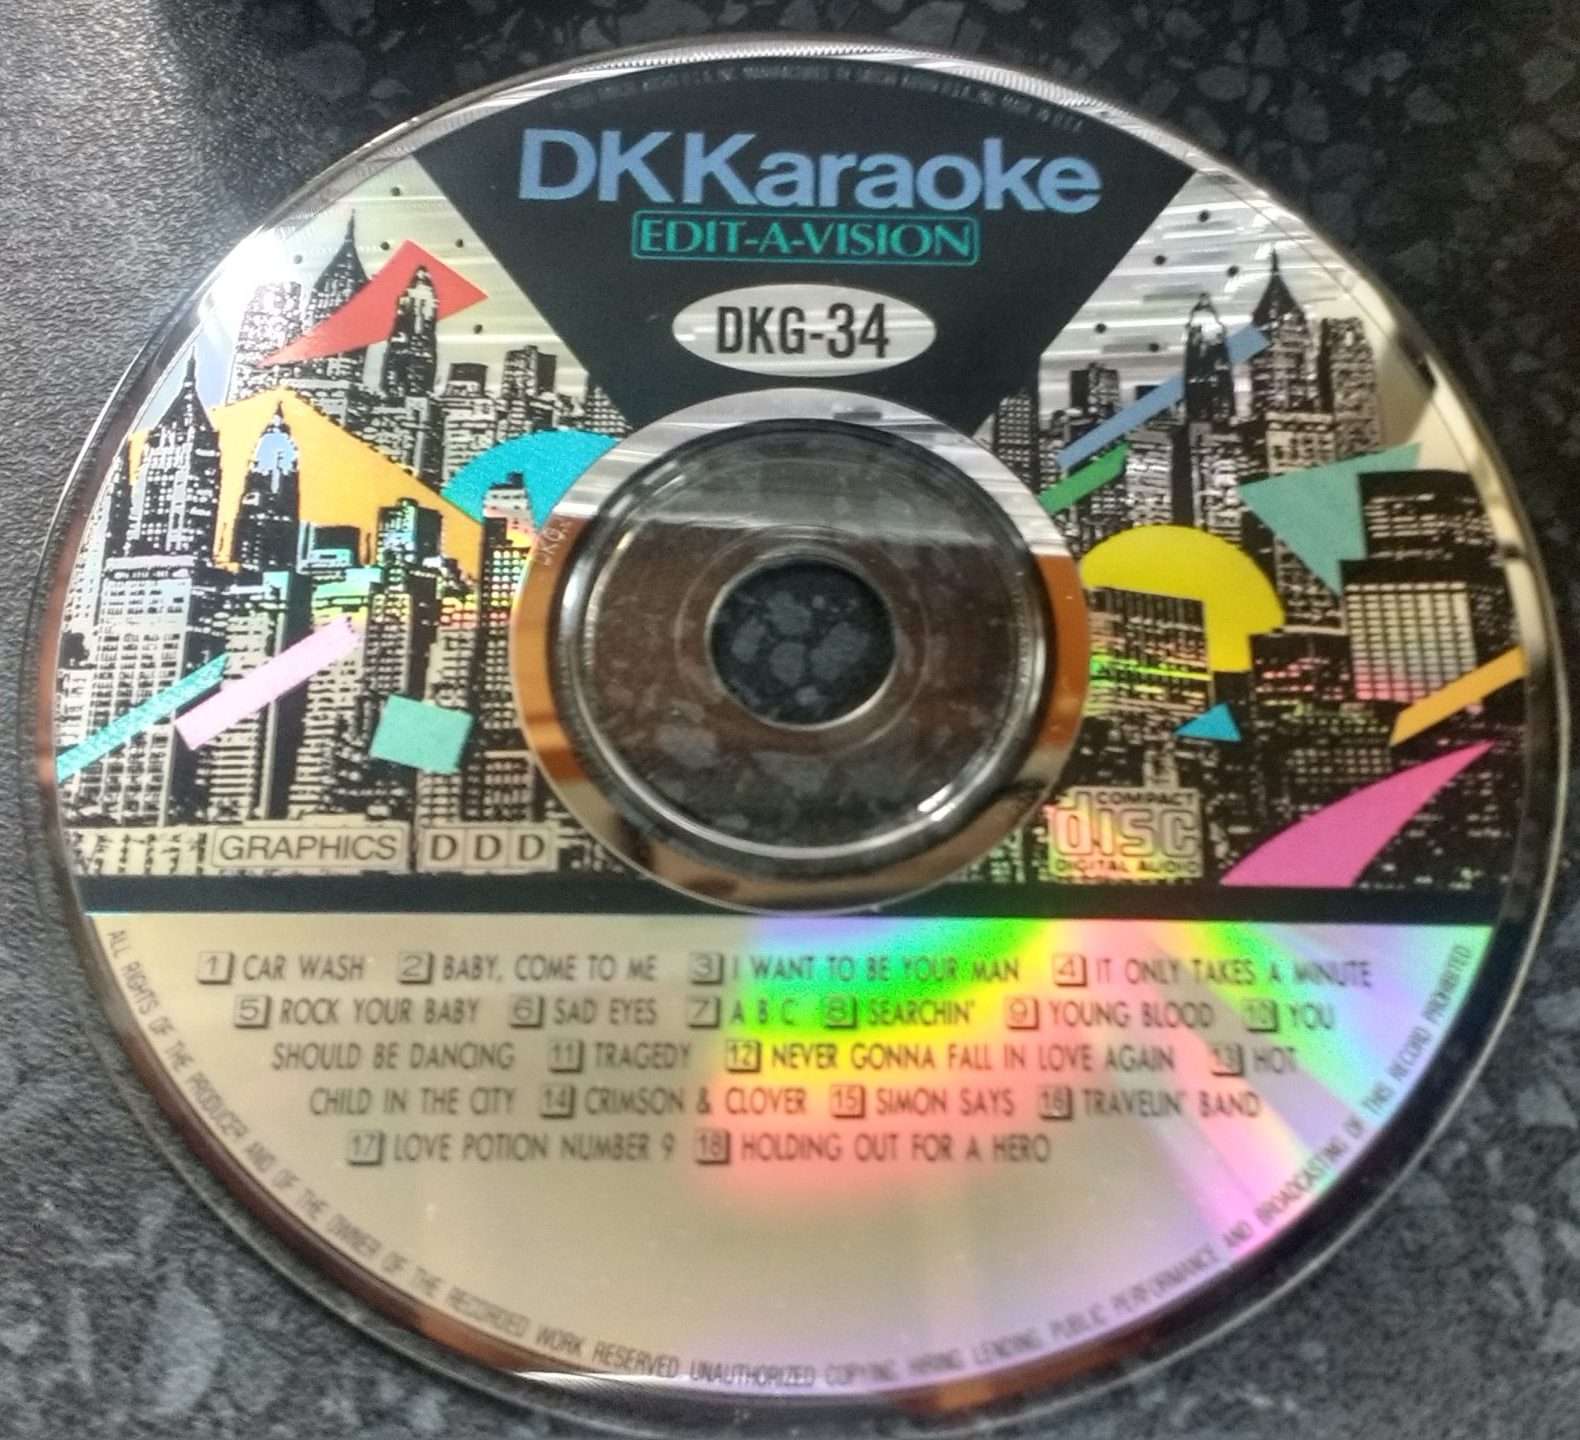 DKKaraoke
EDIT-A-VISION
DKG-34
GRAPHICS DDD
COMPACT
disc
DIGITAL AUDIO
1 CAR WASH 2 BABY, COME TO ME 3 I WANT TO BE YOUR MAN 4 IT ONLY TAKES A MINUTE
5 ROCK YOUR BABY 6 SAD EYES 7 A B C 8 SEARCHIN' 9 YOUNG BLOOD 10 YOU
SHOULD BE DANCING 11 TRAGEDY 12 NEVER GONNA FALL IN LOVE AGAIN 13 HOT
CHILD IN THE CITY 14 CRIMSON & CLOVER 15 SIMON SAYS 16 TRAVELIN' BAND
17 LOVE POTION NUMBER 9 18 HOLDING OUT FOR A HERO
ALL RIGHTS OF THE PRODUCER AND OF THE OWNER OF THE RECORDED WORK RESERVED UNAUTHORIZED COPYING HIRING LENDING PUBLIC PERFORMANCE AND BROADCASTING OF THIS RECORD PROHIBITED